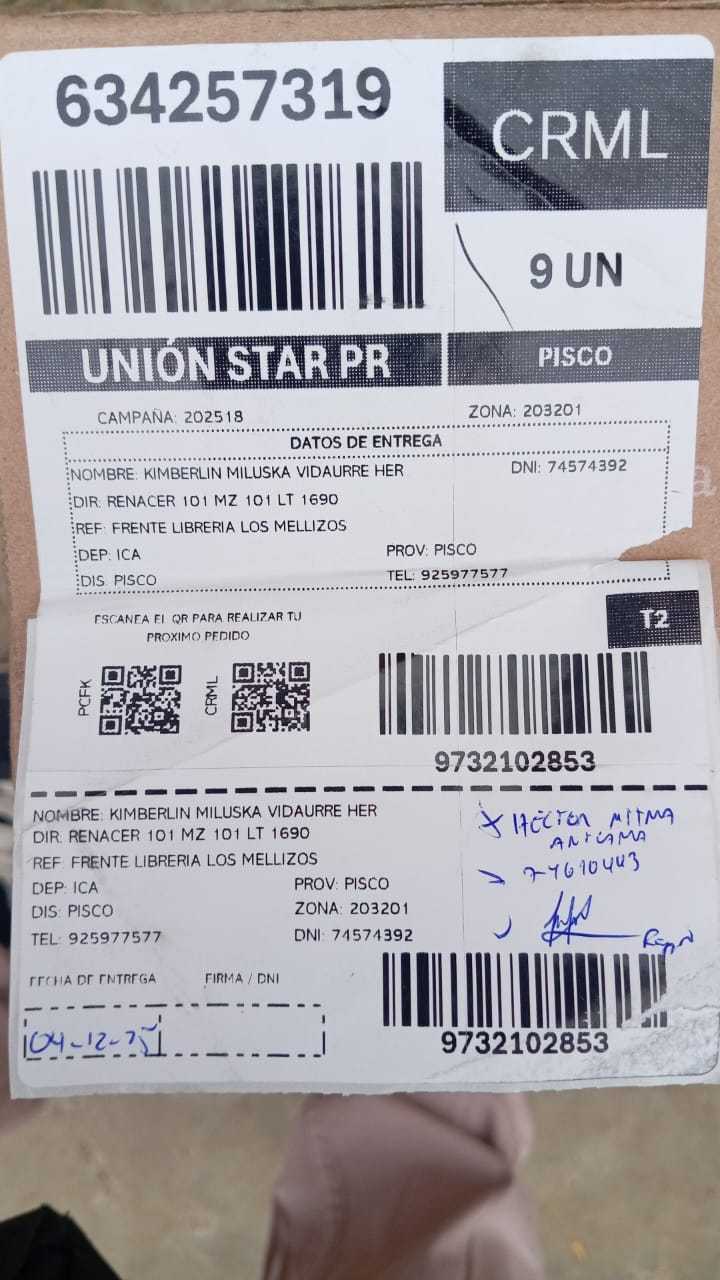 634257319
CRML
9 UN
UNIÓN STAR PR
PISCO
CAMPAÑA: 202518
ZONA: 203201
DATOS DE ENTREGA
NOMBRE: KIMBERLIN MILUSKA VIDAURRE HER
DNI: 74574392
DIR: RENACER 101 MZ 101 LT 1690
REF: FRENTE LIBRERIA LOS MELLIZOS
DEP: ICA
PROV: PISCO
DIS: PISCO
TEL: 925977577
ESCANEA EL QR PARA REALIZAR TU
PROXIMO PEDIDO
T2
PCFK
CRML
9732102853
NOMBRE: KIMBERLIN MILUSKA VIDAURRE HER
DIR: RENACER 101 MZ 101 LT 1690
REF: FRENTE LIBRERIA LOS MELLIZOS
DEP: ICA
PROV: PISCO
DIS: PISCO
ZONA: 203201
TEL: 925977577
DNI: 74574392
HÉCTOR MITMA
ANICAMA
74610443
FECHA DE ENTREGA
FIRMA / DNI
04-12-25
9732102853